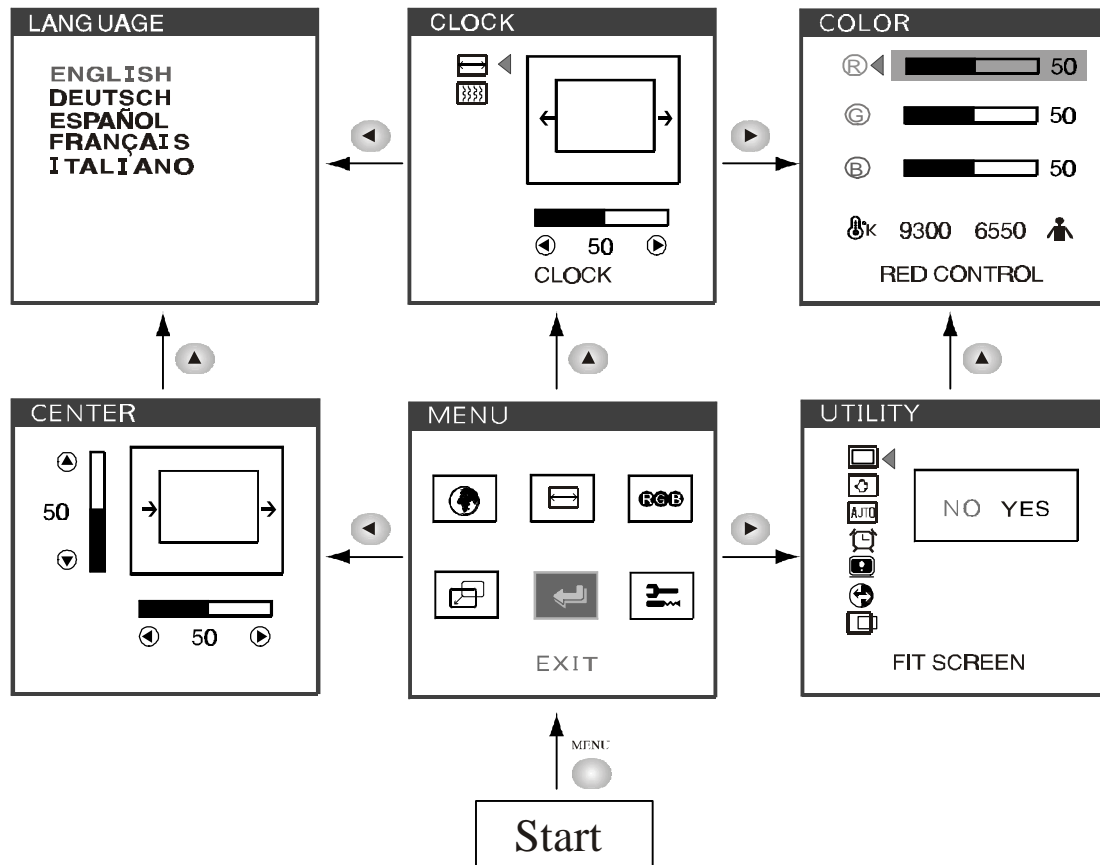 LANGUAGE
ENGLISH
DEUTSCH
ESPAÑOL
FRANÇAIS
ITALIANO
CLOCK
50
CLOCK
COLOR
R 50
G 50
B 50
K 9300 6550
RED CONTROL
CENTER
50
50
MENU
RGB
EXIT
UTILITY
AUTO
NO YES
FIT SCREEN
MENU
Start